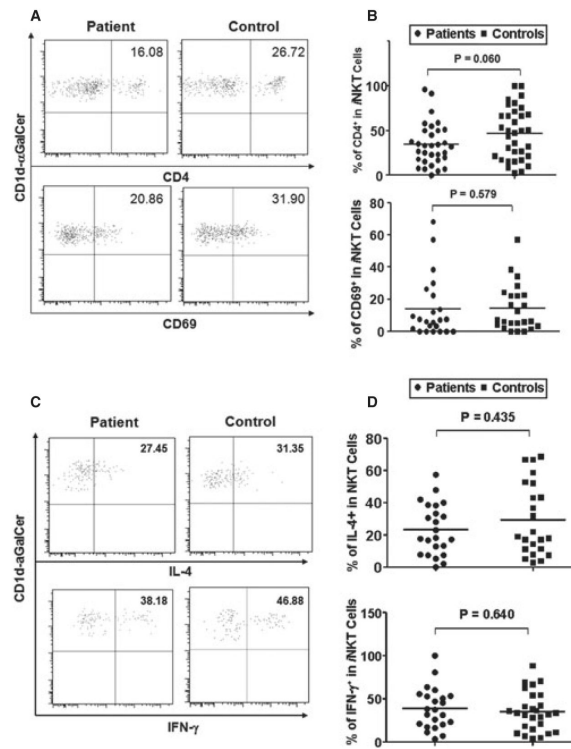 A
Patient
Control
16.08
26.72
CD1d-αGalCer
CD4
20.86
31.90
CD69
B
Patients Controls
P = 0.060
% of CD4+ in iNKT Cells
100
50
0
P = 0.579
% of CD69+ in iNKT Cells
80
60
40
20
0
C
Patient
Control
27.45
31.35
CD1d-aGalCer
IL-4
38.18
46.88
IFN-γ
D
Patients Controls
P = 0.435
% of IL-4+ in NKT Cells
80
60
40
20
0
P = 0.640
% of IFN-γ+ in iNKT Cells
150
100
50
0